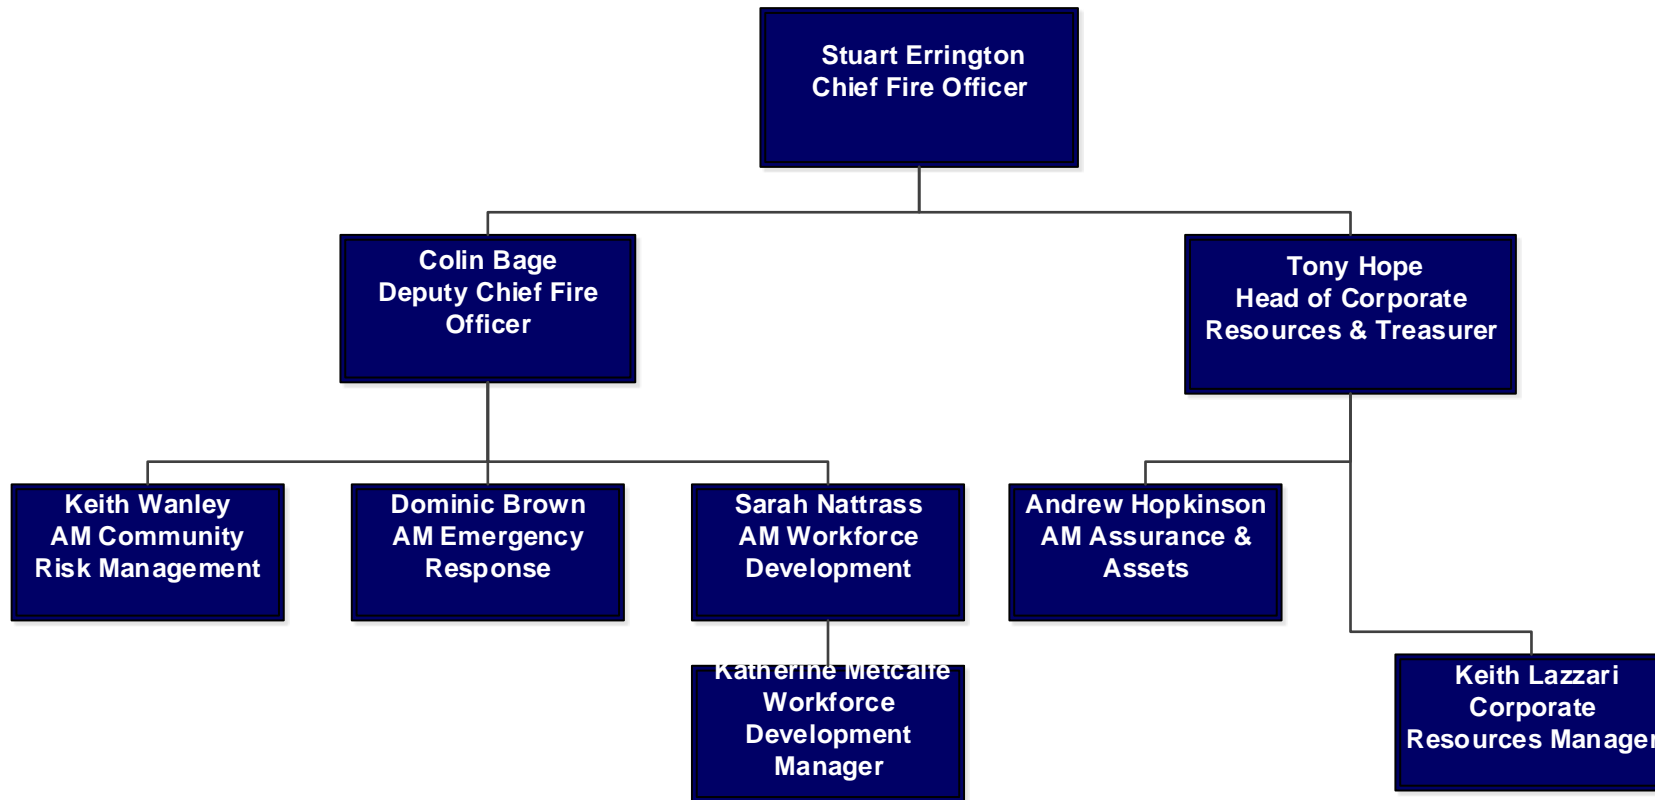 Stuart Errington
Chief Fire Officer
Colin Bage
Deputy Chief Fire
Officer
Tony Hope
Head of Corporate
Resources & Treasurer
Keith Wanley
AM Community
Risk Management
Dominic Brown
AM Emergency
Response
Sarah Nattrass
AM Workforce
Development
Andrew Hopkinson
AM Assurance &
Assets
Katherine Metcalfe
Workforce
Development
Manager
Keith Lazzari
Corporate
Resources Manager